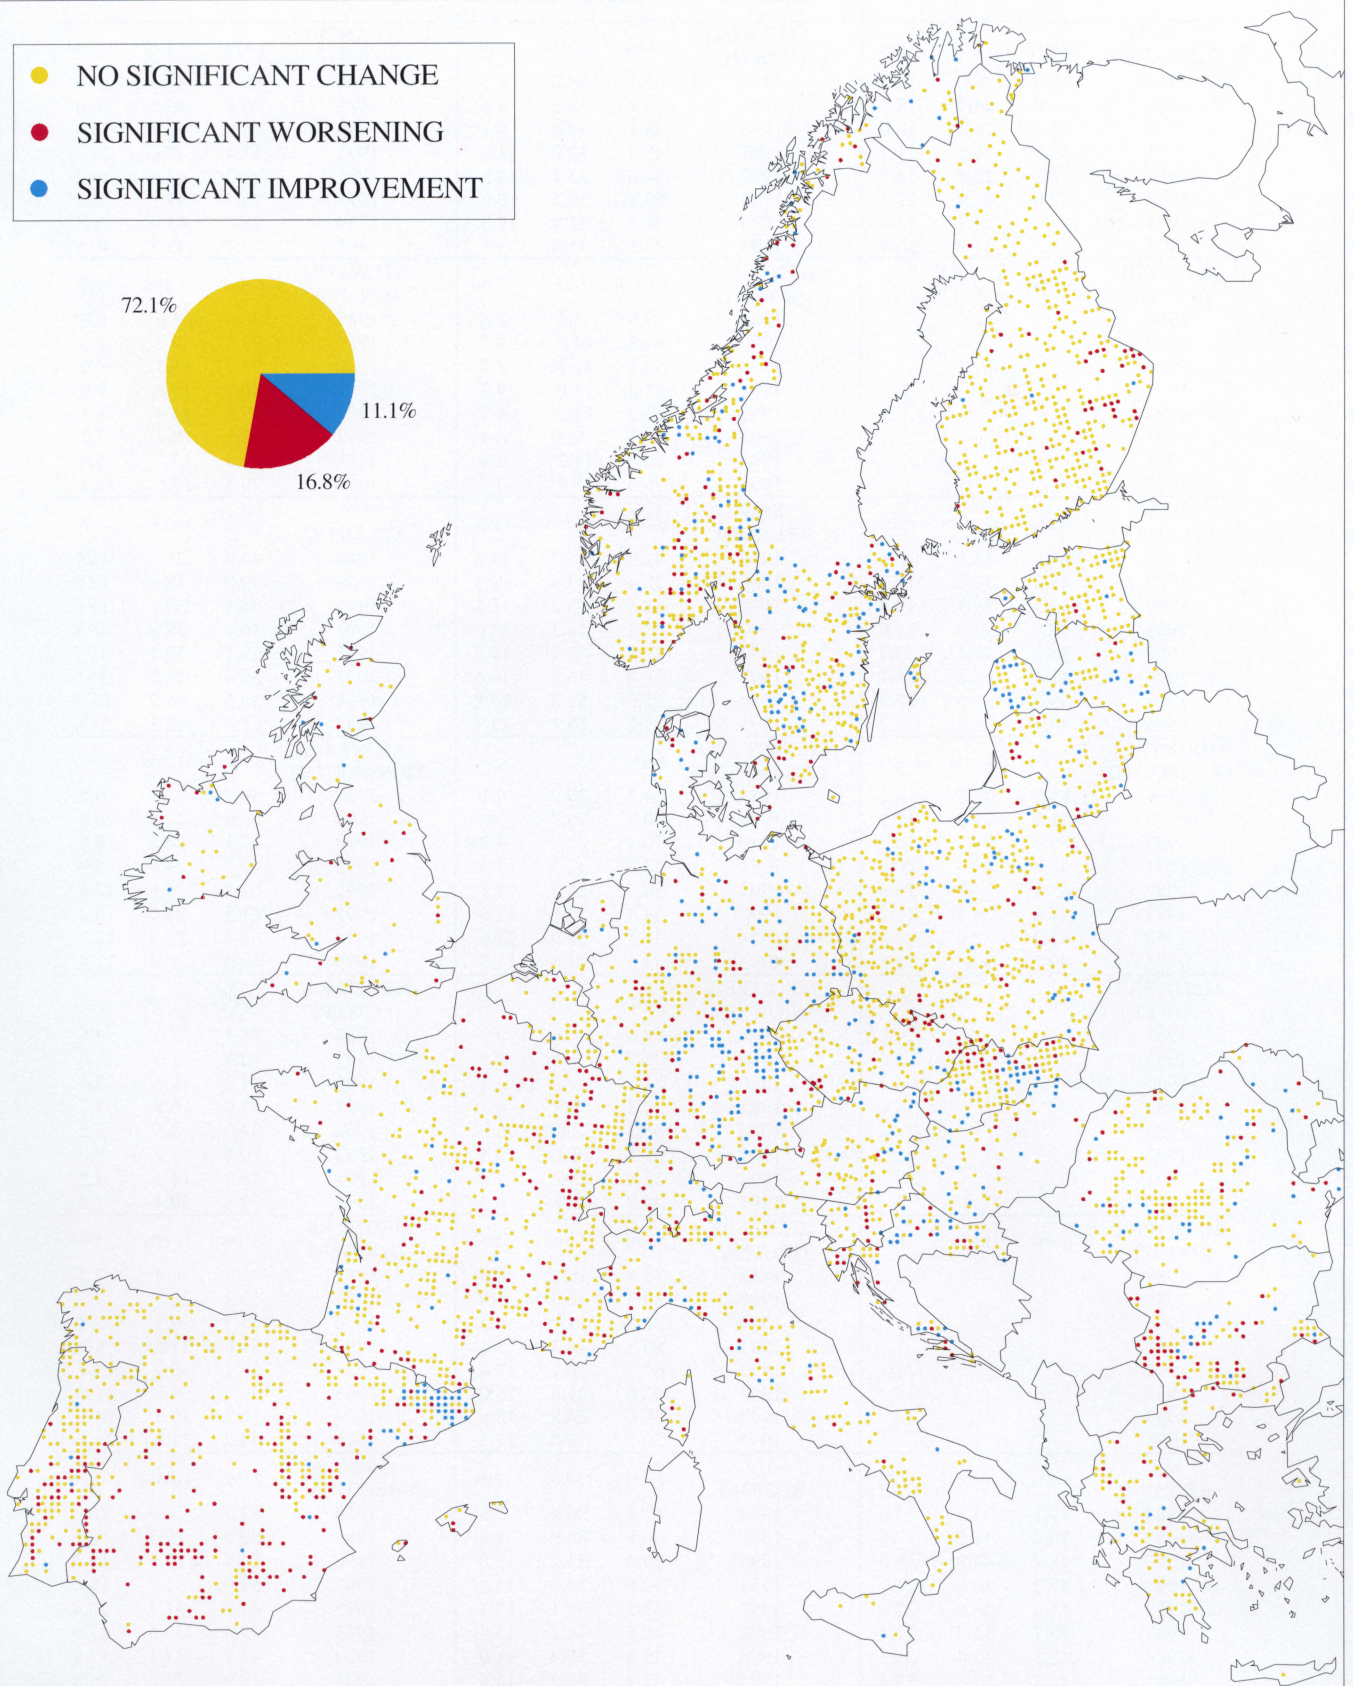 NO SIGNIFICANT CHANGE
SIGNIFICANT WORSENING
SIGNIFICANT IMPROVEMENT
72.1%
11.1%
16.8%